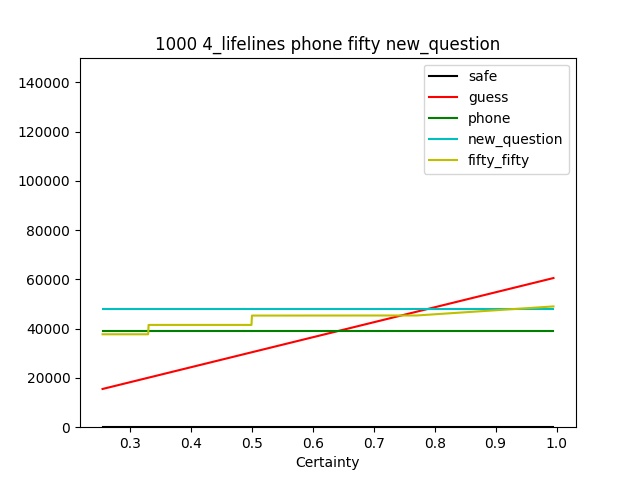 1000 4_lifelines phone fifty new_question
140000
120000
100000
80000
60000
40000
20000
0
safe
guess
phone
new_question
fifty_fifty
0.3 0.4 0.5 0.6 0.7 0.8 0.9 1.0
Certainty